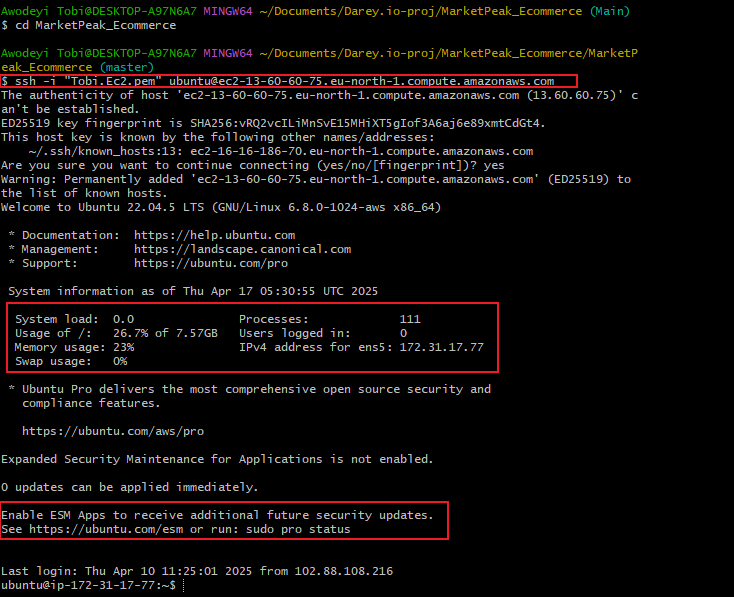 Awodeyi Tobi@DESKTOP-A97N6A7 MINGW64 ~/Documents/Darey.io-proj/MarketPeak_Ecommerce (Main)
$ cd MarketPeak_Ecommerce
Awodeyi Tobi@DESKTOP-A97N6A7 MINGW64 ~/Documents/Darey.io-proj/MarketPeak_Ecommerce/MarketP
eak_Ecommerce (master)
$ ssh -i "Tobi.Ec2.pem" ubuntu@ec2-13-60-60-75.eu-north-1.compute.amazonaws.com
The authenticity of host 'ec2-13-60-60-75.eu-north-1.compute.amazonaws.com (13.60.60.75)' c
an't be established.
ED25519 key fingerprint is SHA256:vRQ2vcILiMnSvE15MHiXT5gIof3A6aj6e89xmtCdGt4.
This host key is known by the following other names/addresses:
    ~/.ssh/known_hosts:13: ec2-16-16-186-70.eu-north-1.compute.amazonaws.com
Are you sure you want to continue connecting (yes/no/[fingerprint])? yes
Warning: Permanently added 'ec2-13-60-60-75.eu-north-1.compute.amazonaws.com' (ED25519) to
the list of known hosts.
Welcome to Ubuntu 22.04.5 LTS (GNU/Linux 6.8.0-1024-aws x86_64)
 * Documentation:  https://help.ubuntu.com
 * Management:     https://landscape.canonical.com
 * Support:        https://ubuntu.com/pro
 System information as of Thu Apr 17 05:30:55 UTC 2025
  System load:  0.0               Processes:             111
  Usage of /:   26.7% of 7.57GB   Users logged in:       0
  Memory usage: 23%               IPv4 address for ens5: 172.31.17.77
  Swap usage:   0%
 * Ubuntu Pro delivers the most comprehensive open source security and
   compliance features.
   https://ubuntu.com/aws/pro
Expanded Security Maintenance for Applications is not enabled.
0 updates can be applied immediately.
Enable ESM Apps to receive additional future security updates.
See https://ubuntu.com/esm or run: sudo pro status
Last login: Thu Apr 10 11:25:01 2025 from 102.88.108.216
ubuntu@ip-172-31-17-77:~$